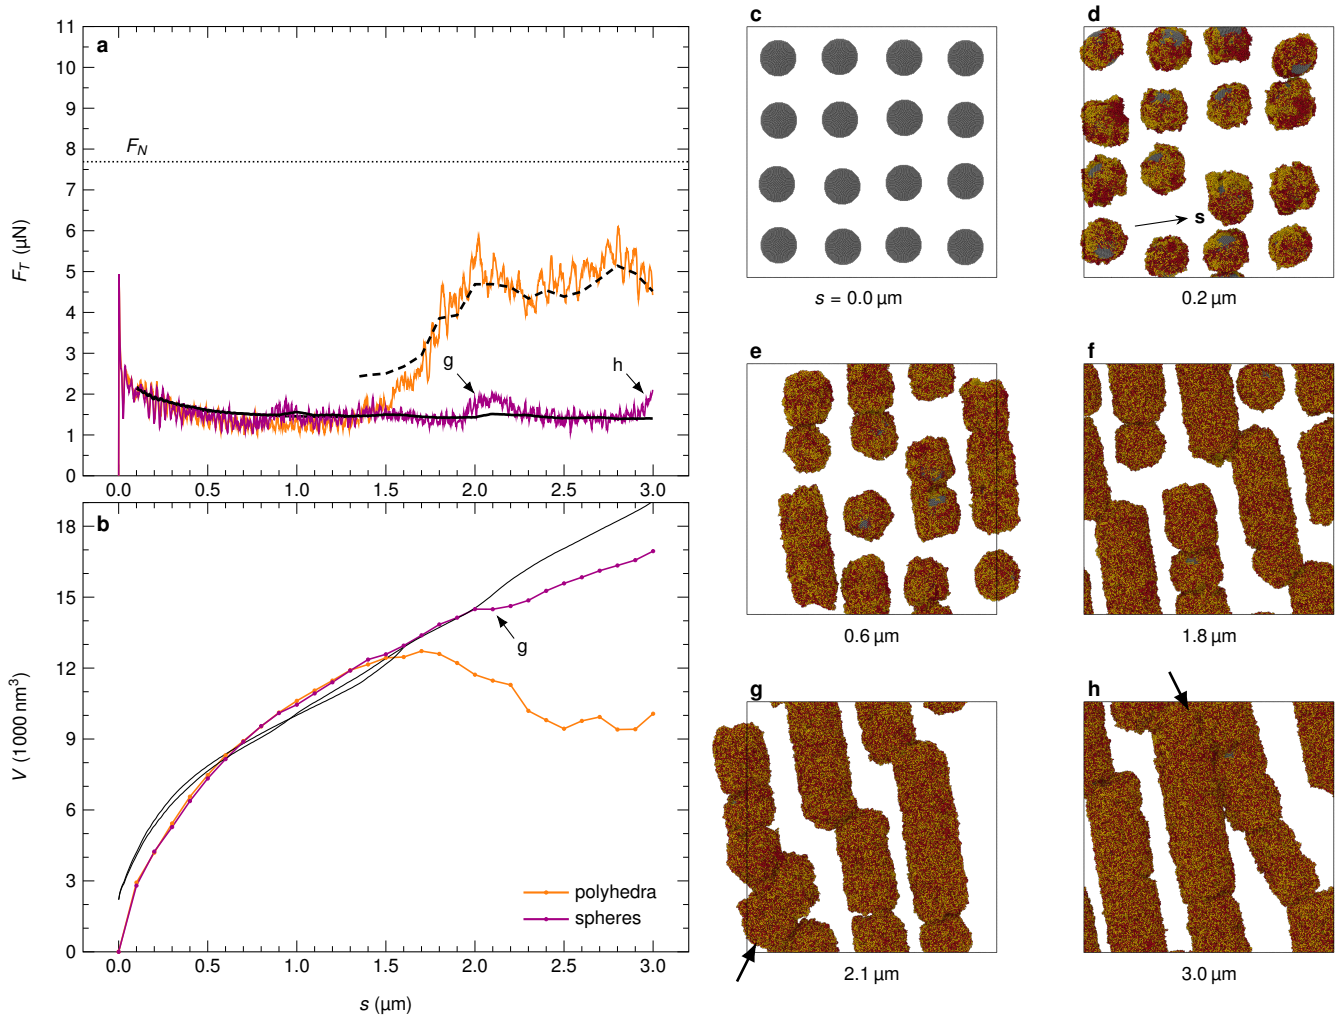 a
11
10
9
8
7
6
5
4
3
2
1
0
F_N
F_T (µN)
g
h
0.0 0.5 1.0 1.5 2.0 2.5 3.0
b
18
15
12
9
6
3
0
V (1000 nm³)
g
polyhedra
spheres
0.0 0.5 1.0 1.5 2.0 2.5 3.0
s (µm)
c
s = 0.0 µm
d
s
0.2 µm
e
0.6 µm
f
1.8 µm
g
2.1 µm
h
3.0 µm